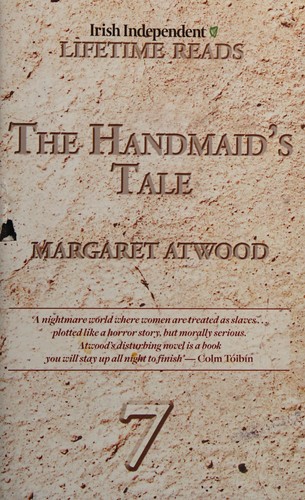 Irish Independent
LIFETIME READS
THE HANDMAID'S
TALE
MARGARET ATWOOD
'A nightmare world where women are treated as slaves. . .
plotted like a horror story, but morally serious.
Atwood's disturbing novel is a book
you will stay up all night to finish'— Colm Tóibín
7